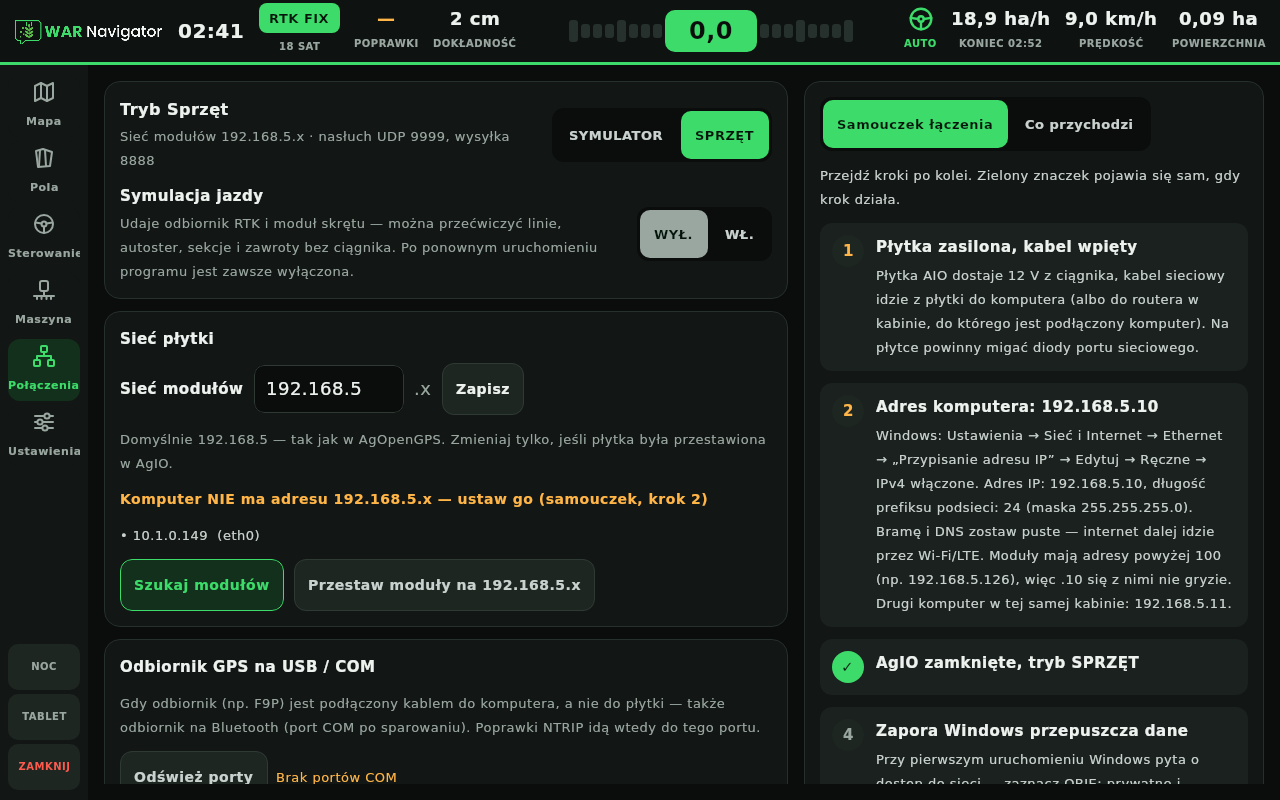 WAR Navigator
02:41
RTK FIX
18 SAT
—
POPRAWKI
2 cm
DOKŁADNOŚĆ
0,0
AUTO
18,9 ha/h
KONIEC 02:52
9,0 km/h
PRĘDKOŚĆ
0,09 ha
POWIERZCHNIA
Mapa
Pola
Sterowanie
Maszyna
Połączenia
Ustawienia
NOC
TABLET
ZAMKNIJ
Tryb Sprzęt
Sieć modułów 192.168.5.x · nasłuch UDP 9999, wysyłka
8888
SYMULATOR
SPRZĘT
Symulacja jazdy
Udaje odbiornik RTK i moduł skrętu — można przećwiczyć linie,
autoster, sekcje i zawroty bez ciągnika. Po ponownym uruchomieniu
programu jest zawsze wyłączona.
WYŁ.
WŁ.
Sieć płytki
Sieć modułów
192.168.5
.x
Zapisz
Domyślnie 192.168.5 — tak jak w AgOpenGPS. Zmieniaj tylko, jeśli płytka była przestawiona
w AgIO.
Komputer NIE ma adresu 192.168.5.x — ustaw go (samouczek, krok 2)
• 10.1.0.149 (eth0)
Szukaj modułów
Przestaw moduły na 192.168.5.x
Odbiornik GPS na USB / COM
Gdy odbiornik (np. F9P) jest podłączony kablem do komputera, a nie do płytki — także
odbiornik na Bluetooth (port COM po sparowaniu). Poprawki NTRIP idą wtedy do tego portu.
Odśwież porty
Brak portów COM
Samouczek łączenia
Co przychodzi
Przejdź kroki po kolei. Zielony znaczek pojawia się sam, gdy
krok działa.
1
Płytka zasilona, kabel wpięty
Płytka AIO dostaje 12 V z ciągnika, kabel sieciowy
idzie z płytki do komputera (albo do routera w
kabinie, do którego jest podłączony komputer). Na
płytce powinny migać diody portu sieciowego.
2
Adres komputera: 192.168.5.10
Windows: Ustawienia → Sieć i Internet → Ethernet
→ „Przypisanie adresu IP” → Edytuj → Ręczne →
IPv4 włączone. Adres IP: 192.168.5.10, długość
prefiksu podsieci: 24 (maska 255.255.255.0).
Bramę i DNS zostaw puste — internet dalej idzie
przez Wi-Fi/LTE. Moduły mają adresy powyżej 100
(np. 192.168.5.126), więc .10 się z nimi nie gryzie.
Drugi komputer w tej samej kabinie: 192.168.5.11.
✓
AgIO zamknięte, tryb SPRZĘT
4
Zapora Windows przepuszcza dane
Przy pierwszym uruchomieniu Windows pyta o
dostęp do sieci — zaznacz OBIE: prywatne i